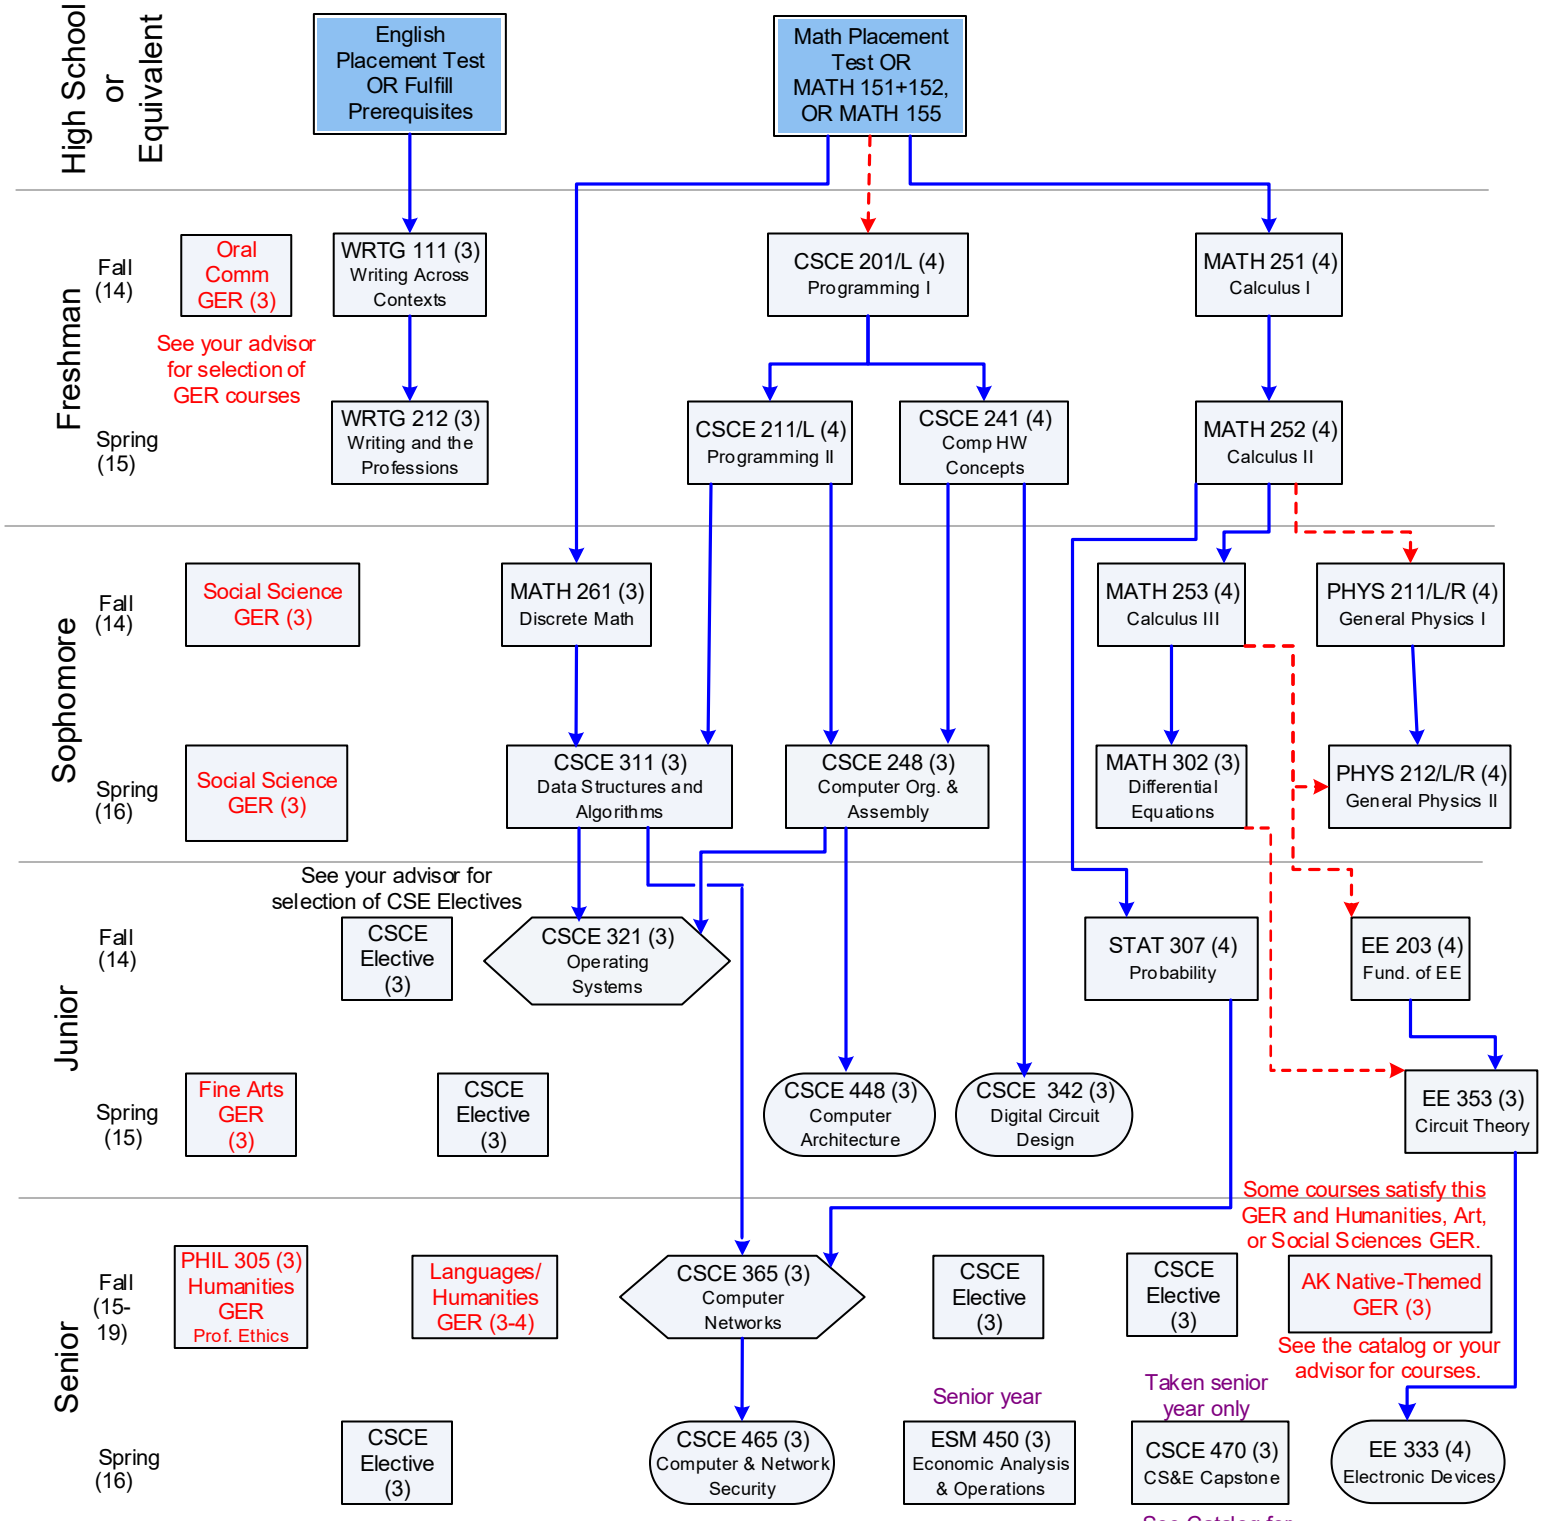 High School
or
Equivalent
English
Placement Test
OR Fulfill
Prerequisites
Math Placement
Test OR
MATH 151+152,
OR MATH 155
Freshman
Fall
(14)
Oral
Comm
GER (3)
WRTG 111 (3)
Writing Across
Contexts
CSCE 201/L (4)
Programming I
MATH 251 (4)
Calculus I
See your advisor
for selection of
GER courses
Spring
(15)
WRTG 212 (3)
Writing and the
Professions
CSCE 211/L (4)
Programming II
CSCE 241 (4)
Comp HW
Concepts
MATH 252 (4)
Calculus II
Sophomore
Fall
(14)
Social Science
GER (3)
MATH 261 (3)
Discrete Math
MATH 253 (4)
Calculus III
PHYS 211/L/R (4)
General Physics I
Spring
(16)
Social Science
GER (3)
CSCE 311 (3)
Data Structures and
Algorithms
CSCE 248 (3)
Computer Org. &
Assembly
MATH 302 (3)
Differential
Equations
PHYS 212/L/R (4)
General Physics II
Junior
See your advisor for
selection of CSE Electives
Fall
(14)
CSCE
Elective
(3)
CSCE 321 (3)
Operating
Systems
STAT 307 (4)
Probability
EE 203 (4)
Fund. of EE
Spring
(15)
Fine Arts
GER
(3)
CSCE
Elective
(3)
CSCE 448 (3)
Computer
Architecture
CSCE 342 (3)
Digital Circuit
Design
EE 353 (3)
Circuit Theory
Senior
Some courses satisfy this
GER and Humanities, Art,
or Social Sciences GER.
Fall
(15-
19)
PHIL 305 (3)
Humanities
GER
Prof. Ethics
Languages/
Humanities
GER (3-4)
CSCE 365 (3)
Computer
Networks
CSCE
Elective
(3)
CSCE
Elective
(3)
AK Native-Themed
GER (3)
See the catalog or your
advisor for courses.
Spring
(16)
CSCE
Elective
(3)
CSCE 465 (3)
Computer & Network
Security
Senior year
ESM 450 (3)
Economic Analysis
& Operations
Taken senior
year only
CSCE 470 (3)
CS&E Capstone
EE 333 (4)
Electronic Devices
See Catalog for